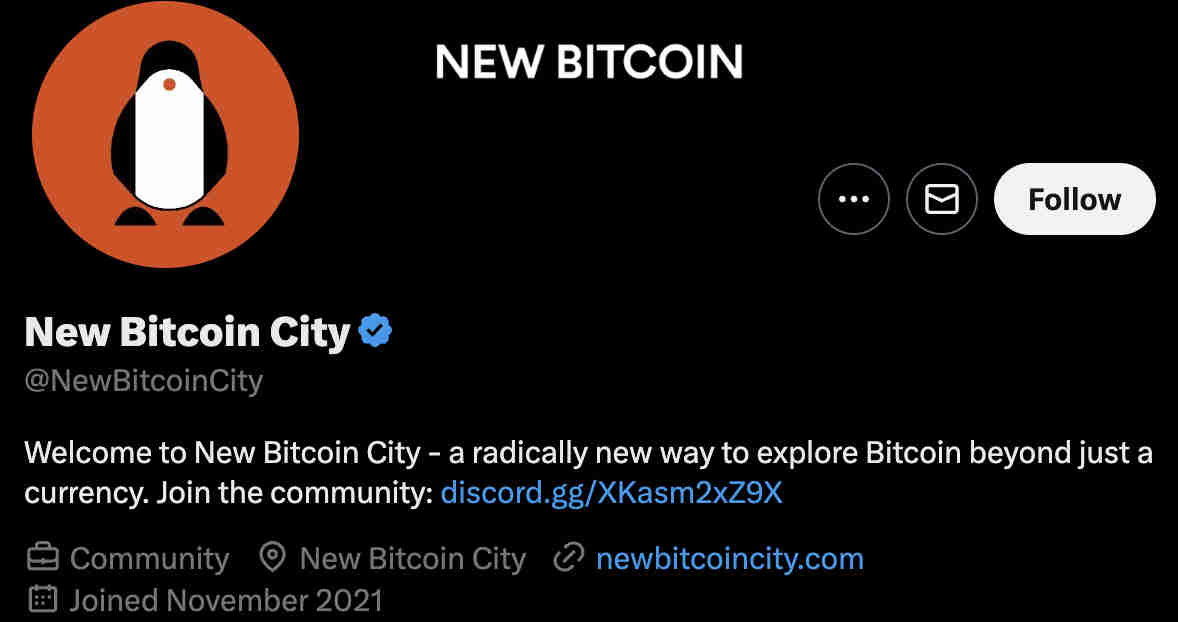 NEW BITCOIN
Follow
New Bitcoin City
@NewBitcoinCity
Welcome to New Bitcoin City - a radically new way to explore Bitcoin beyond just a
currency. Join the community: discord.gg/XKasm2xZ9X
Community New Bitcoin City newbitcoincity.com
Joined November 2021